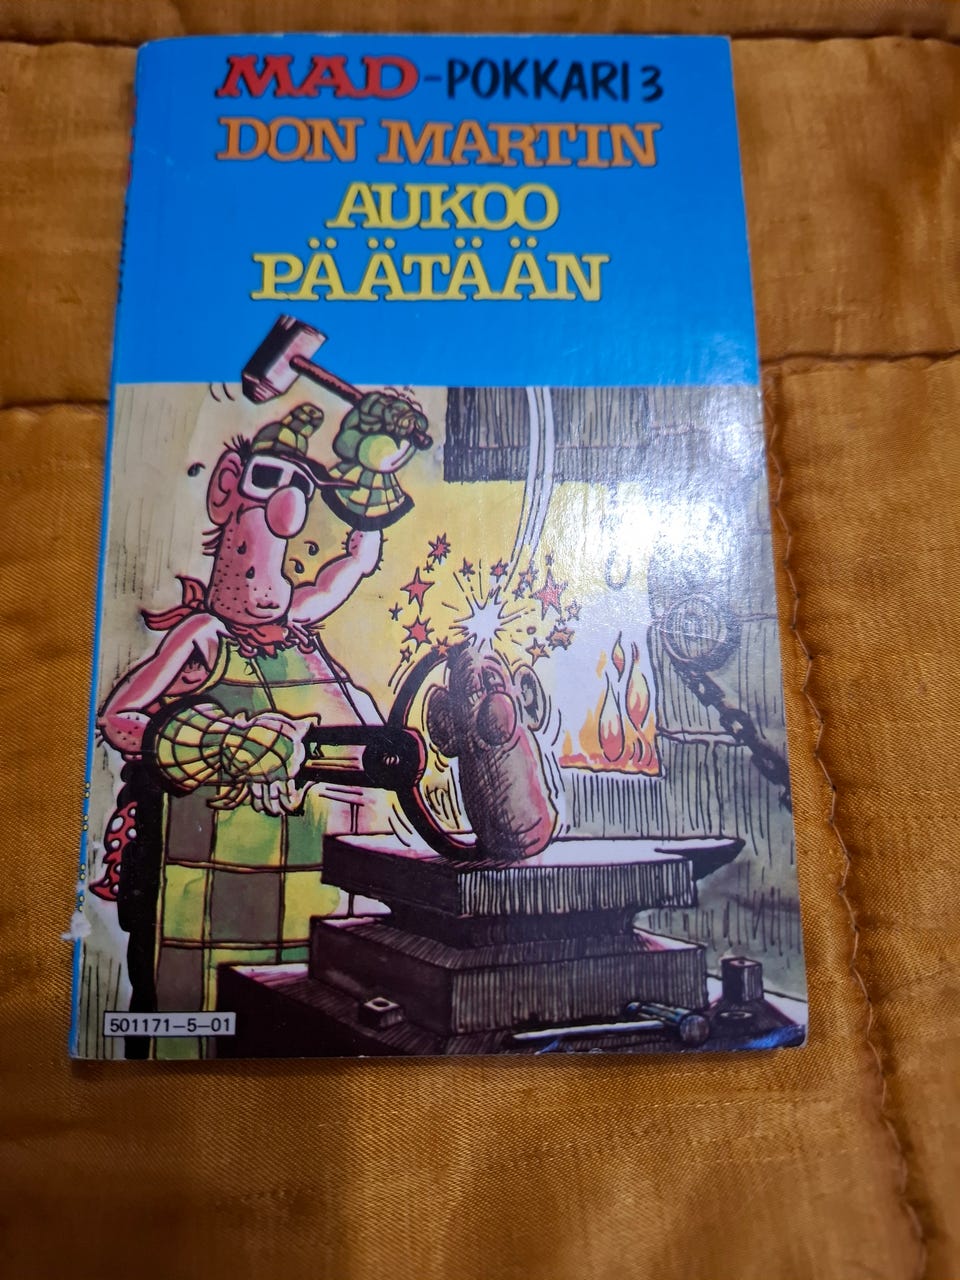 MAD-POKKARI 3
DON MARTIN
AUKOO
PÄÄTÄÄN
501171-5-01